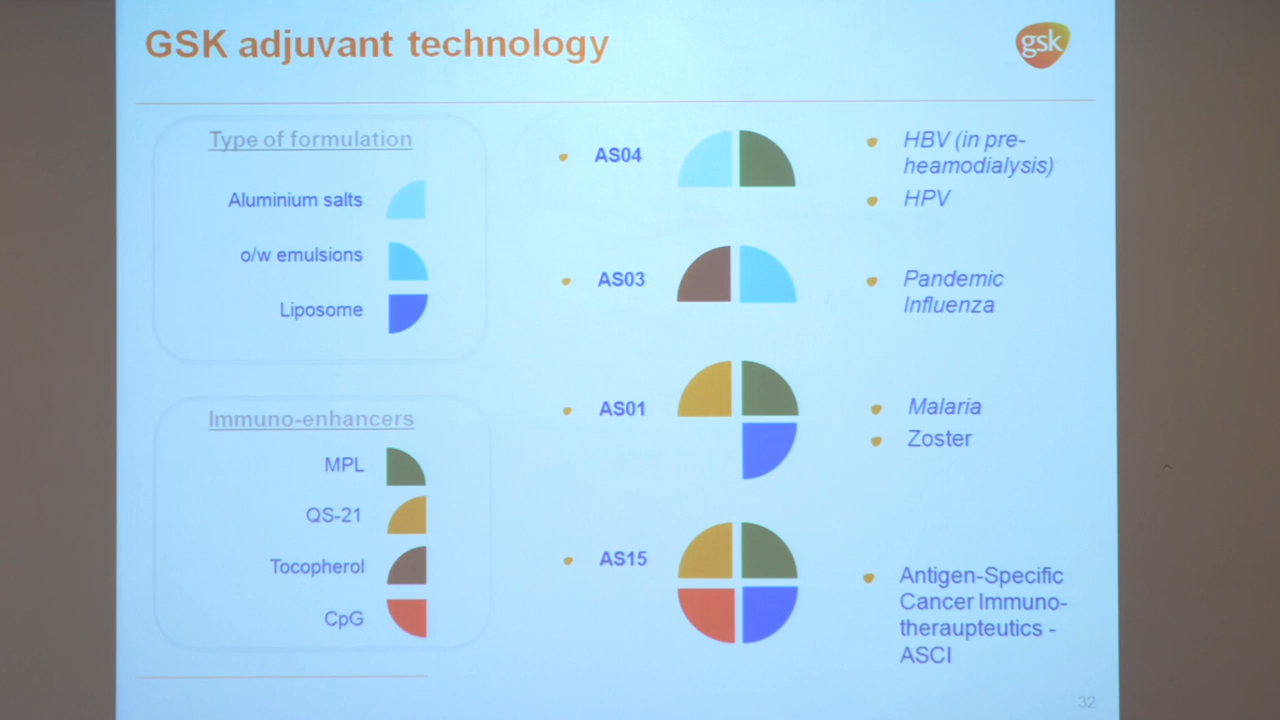 GSK adjuvant technology
gsk
Type of formulation
Aluminium salts
o/w emulsions
Liposome
Immuno-enhancers
MPL
QS-21
Tocopherol
CpG
AS04
HBV (in pre-
heamodialysis)
HPV
AS03
Pandemic
Influenza
AS01
Malaria
Zoster
AS15
Antigen-Specific
Cancer Immuno-
theraupteutics -
ASCI
32